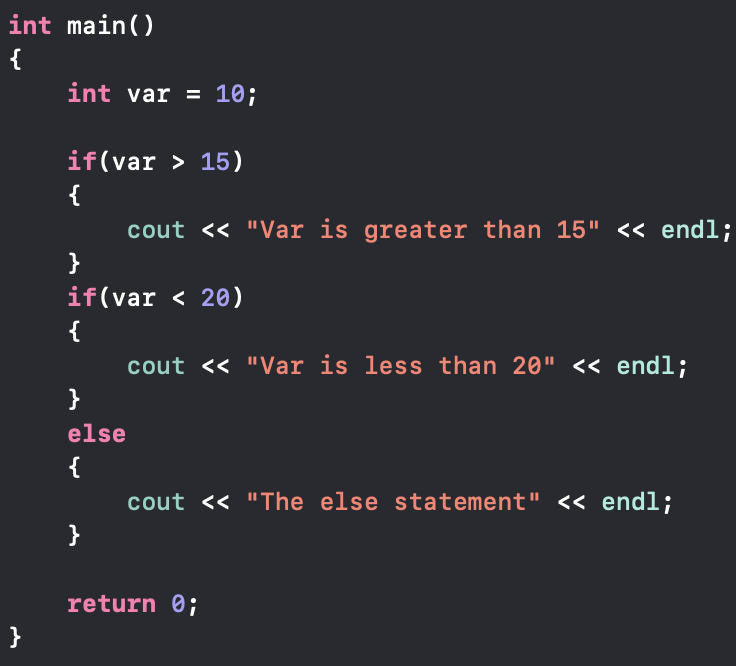 int main()
{
    int var = 10;

    if(var > 15)
    {
        cout << "Var is greater than 15" << endl;
    }
    if(var < 20)
    {
        cout << "Var is less than 20" << endl;
    }
    else
    {
        cout << "The else statement" << endl;
    }

    return 0;
}